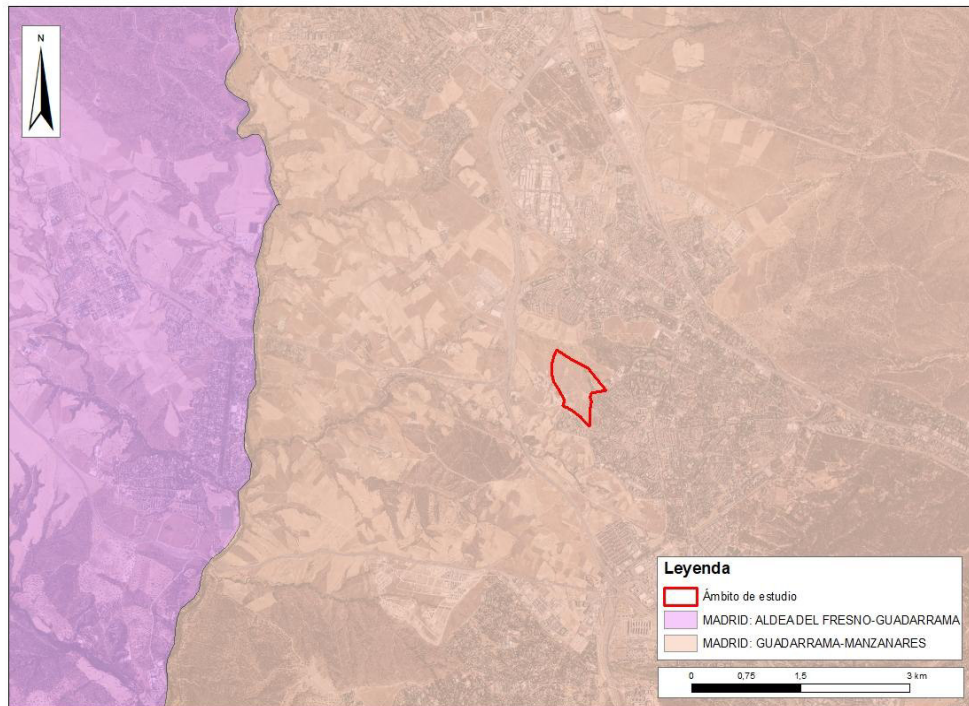 N
Leyenda
Ámbito de estudio
MADRID: ALDEA DEL FRESNO-GUADARRAMA
MADRID: GUADARRAMA-MANZANARES
0 0,75 1,5 3 km